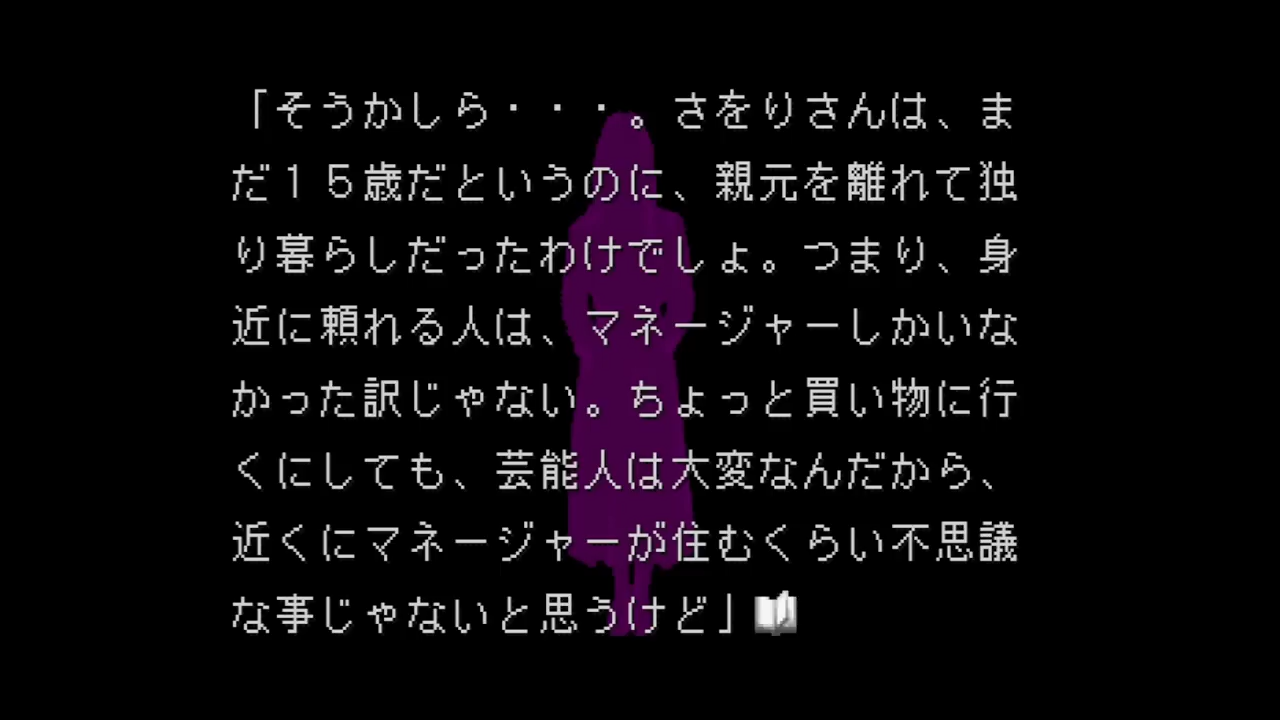 「そうかしら・・・。さをりさんは、ま
だ１５歳だというのに、親元を離れて独
り暮らしだったわけでしょ。つまり、身
近に頼れる人は、マネージャーしかいな
かった訳じゃない。ちょっと買い物に行
くにしても、芸能人は大変なんだから、
近くにマネージャーが住むくらい不思議
な事じゃないと思うけど」